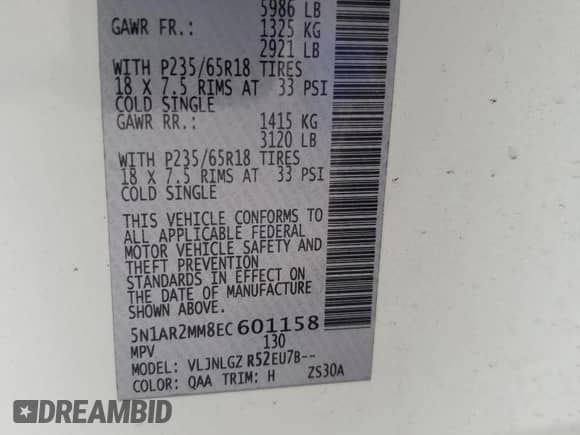 5986 LB
GAWR FR.: 1325 KG
2921 LB
WITH P235/65R18 TIRES
18 X 7.5 RIMS AT 33 PSI
COLD SINGLE
GAWR RR.: 1415 KG
3120 LB
WITH P235/65R18 TIRES
18 X 7.5 RIMS AT 33 PSI
COLD SINGLE
THIS VEHICLE CONFORMS TO
ALL APPLICABLE FEDERAL
MOTOR VEHICLE SAFETY AND
THEFT PREVENTION
STANDARDS IN EFFECT ON
THE DATE OF MANUFACTURE
SHOWN ABOVE.
5N1AR2MM8EC601158
MPV 130
MODEL: VLJNLGZ R52EU7B--
COLOR: QAA TRIM: H ZS30A
DREAMBID